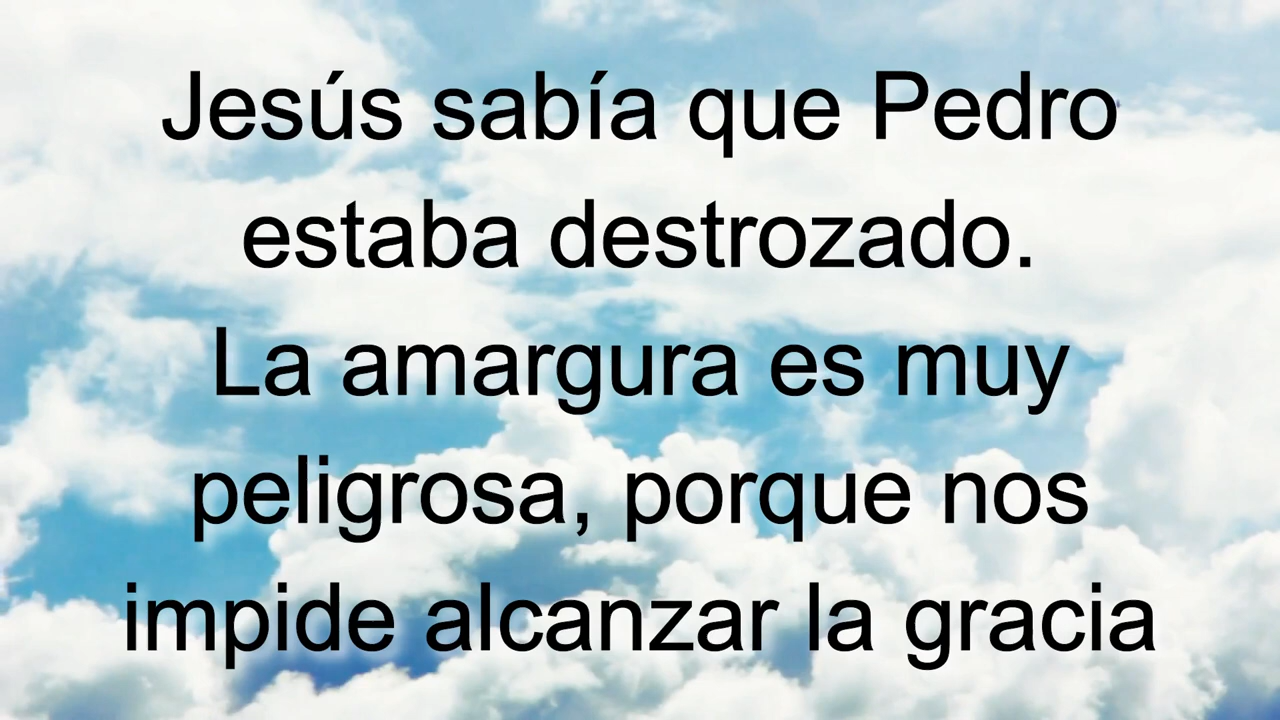 Jesús sabía que Pedro
estaba destrozado.
La amargura es muy
peligrosa, porque nos
impide alcanzar la gracia